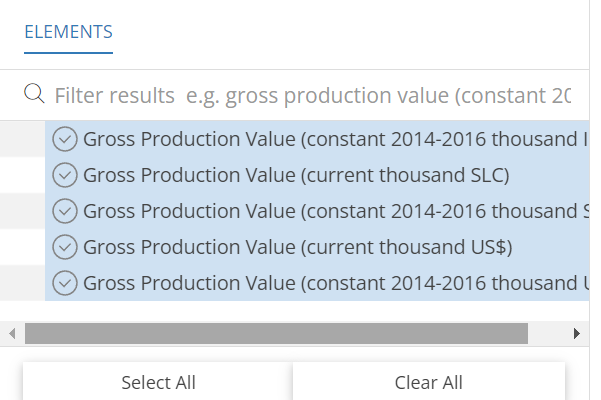 ELEMENTS
Filter results e.g. gross production value (constant 20
Gross Production Value (constant 2014-2016 thousand I
Gross Production Value (current thousand SLC)
Gross Production Value (constant 2014-2016 thousand S
Gross Production Value (current thousand US$)
Gross Production Value (constant 2014-2016 thousand U
Select All
Clear All